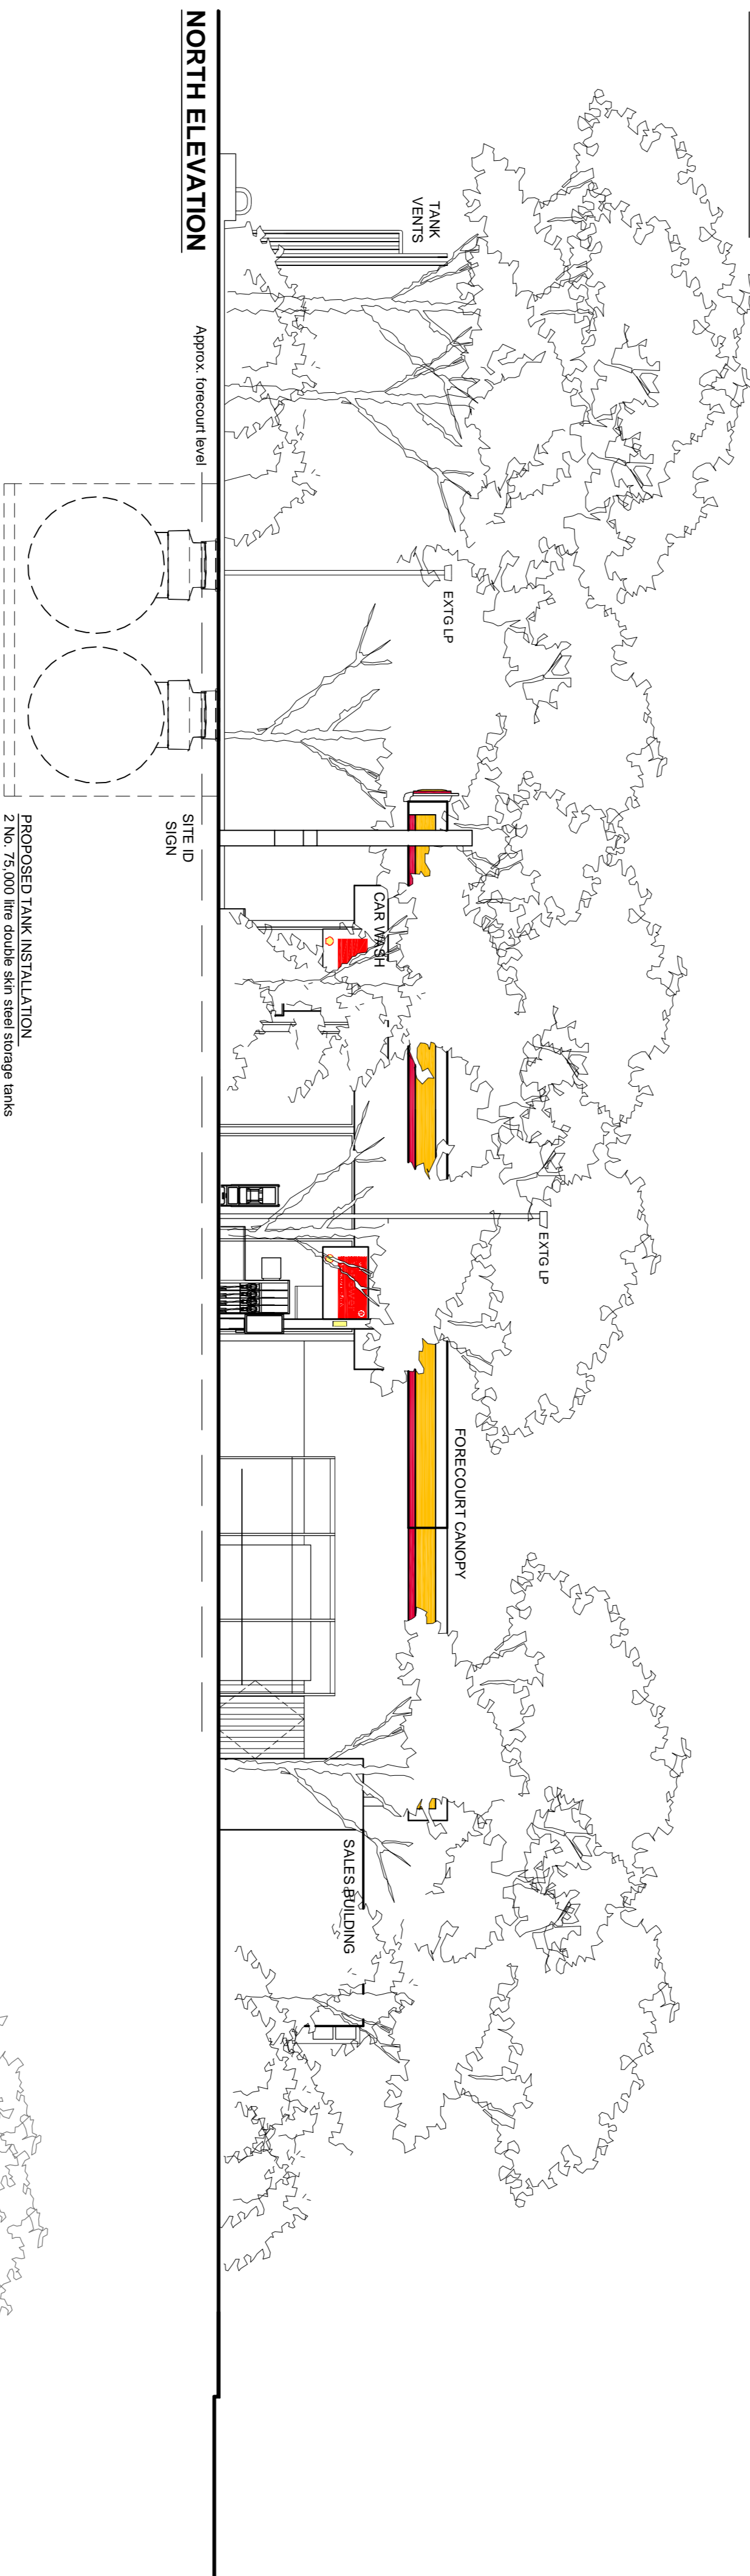 TANK
VENTS
EXTG LP
EXTG LP
FORECOURT CANOPY
CAR WASH
SALES BUILDING
NORTH ELEVATION
Approx. forecourt level
SITE ID
SIGN
PROPOSED TANK INSTALLATION
2 No. 75,000 litre double skin steel storage tanks